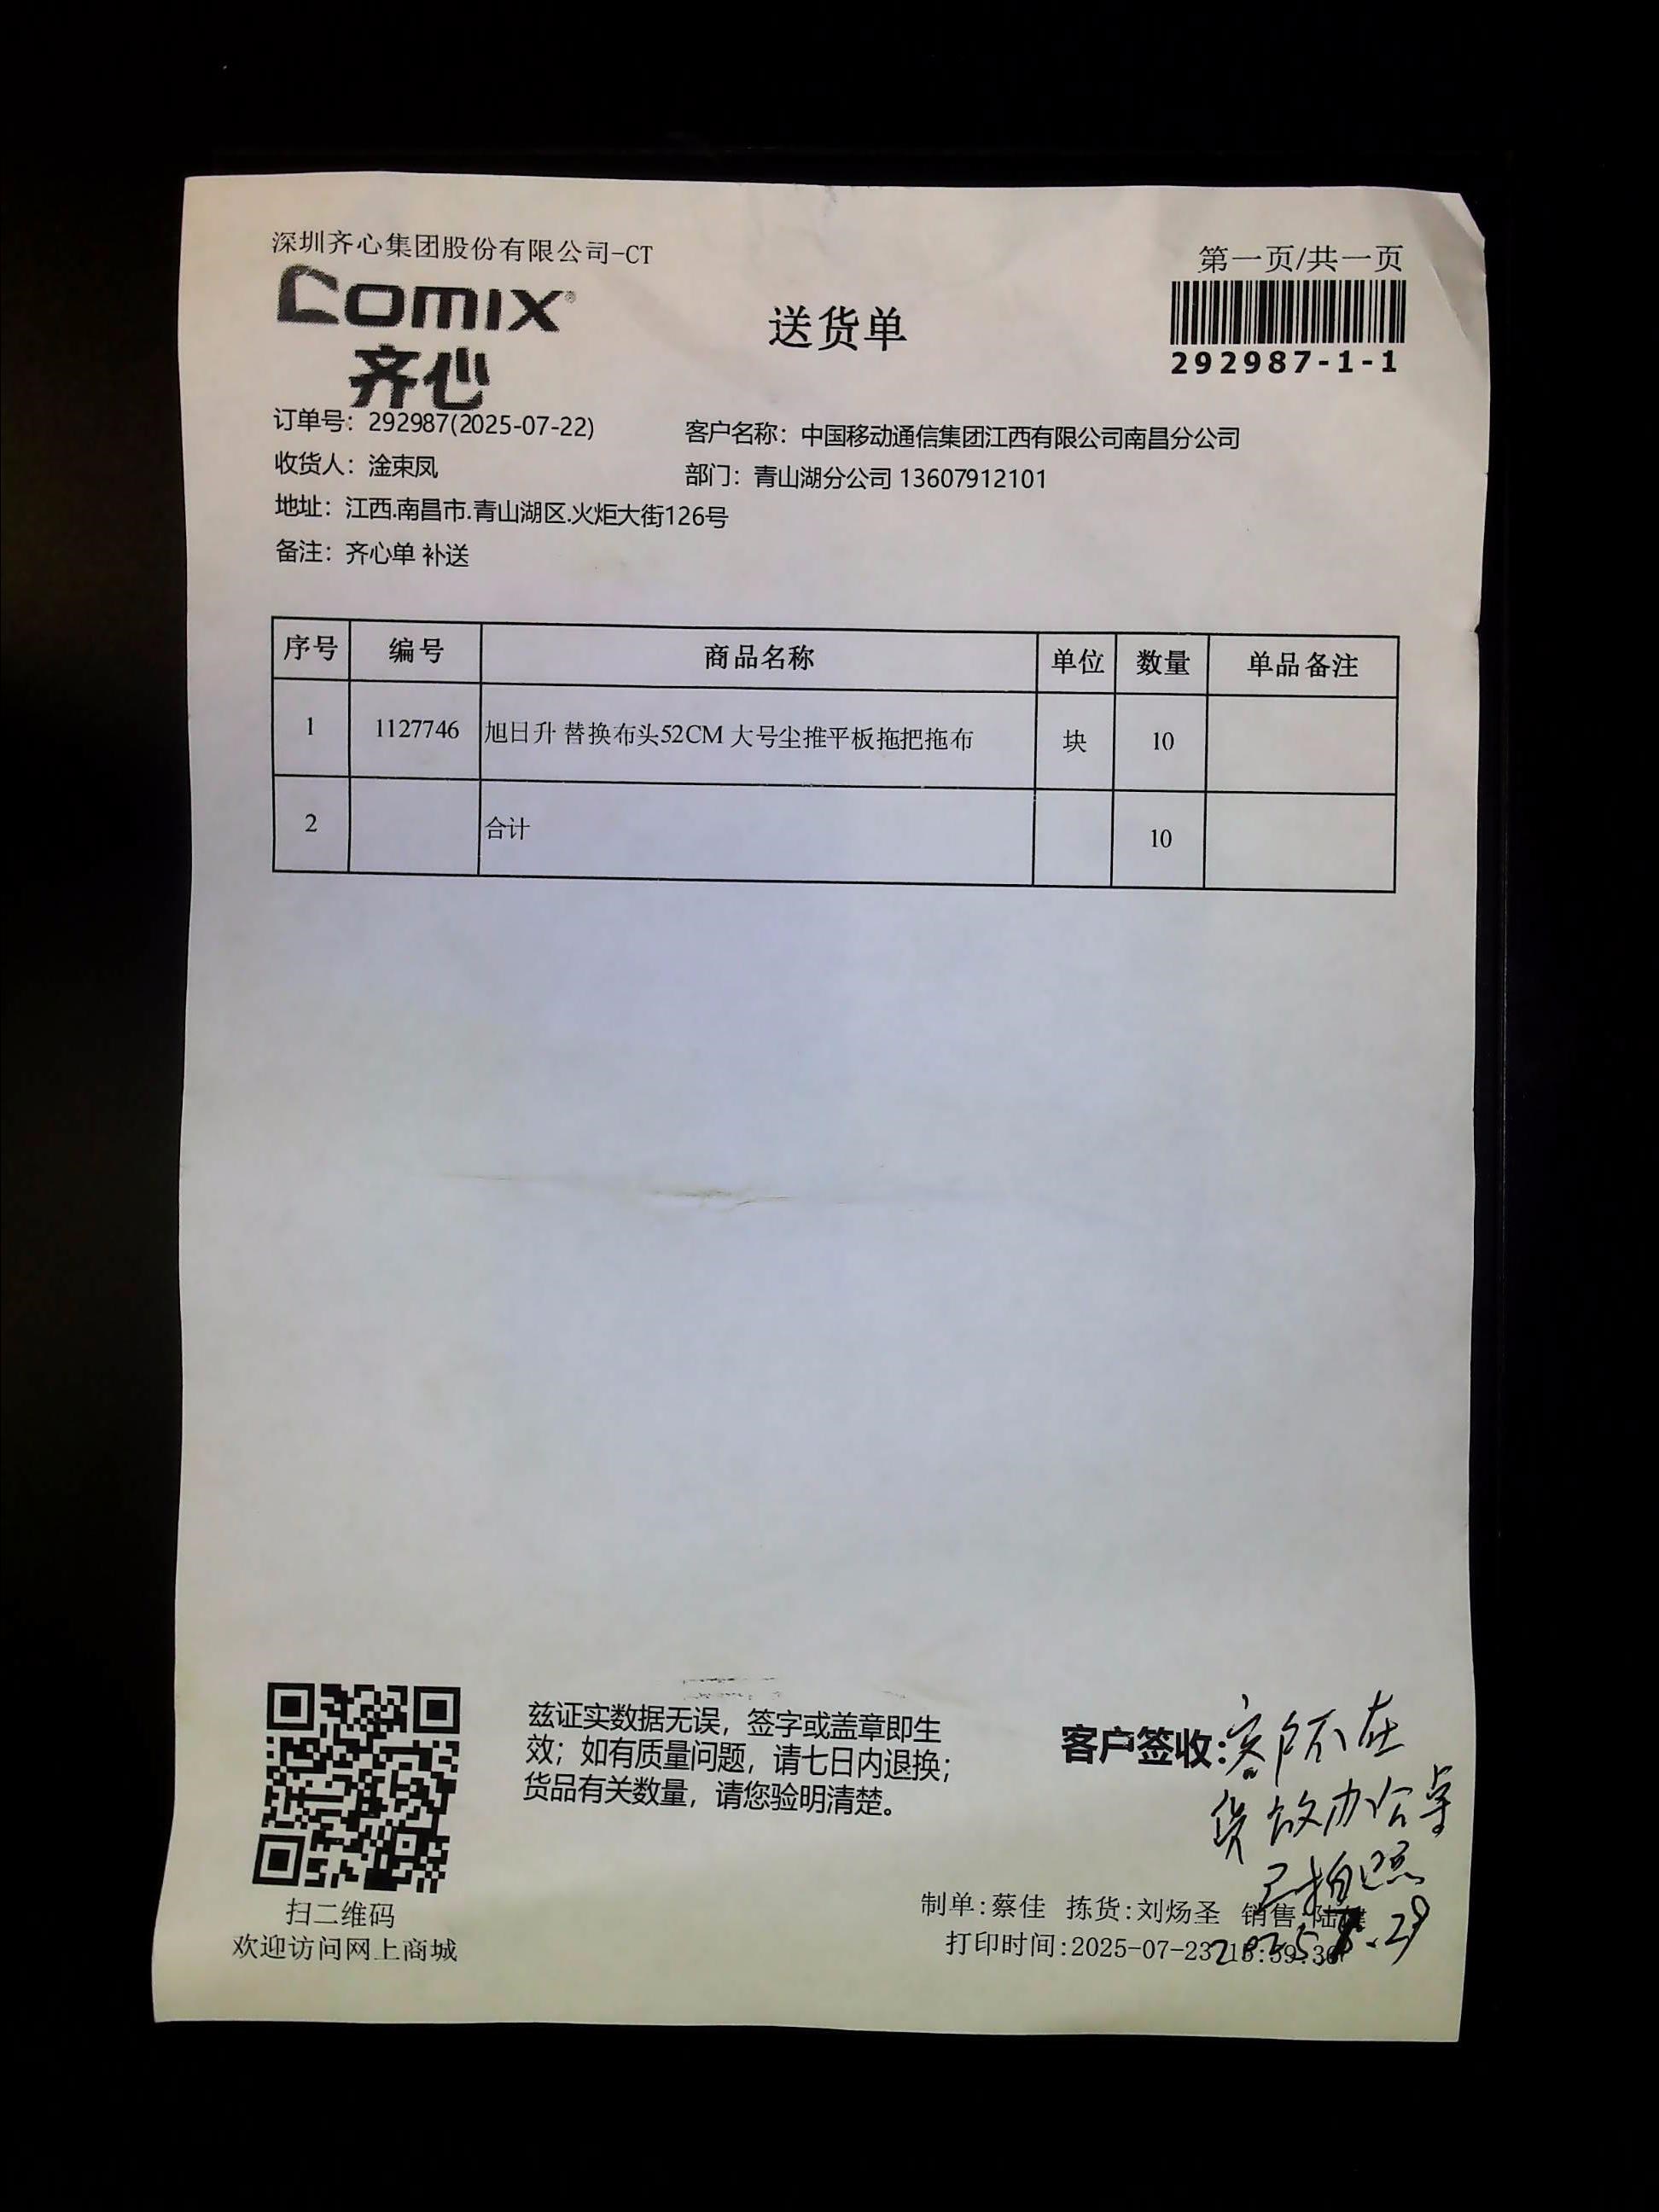 深圳齐心集团股份有限公司-CT
第一页/共一页
COMIX®
齐心
送货单
292987-1-1
订单号：292987(2025-07-22)
客户名称：中国移动通信集团江西有限公司南昌分公司
收货人：淦束凤
部门：青山湖分公司 13607912101
地址：江西.南昌市.青山湖区.火炬大街126号
备注：齐心单 补送
序号 编号 商品名称 单位 数量 单品备注
1 1127746 旭日升 替换布头52CM 大号尘推平板拖把拖布 块 10
2 合计 10
兹证实数据无误，签字或盖章即生
效；如有质量问题，请七日内退换；
货品有关数量，请您验明清楚。
客户签收:客户不在
货放办公桌
已拍照
扫二维码
欢迎访问网上商城
制单:蔡佳 拣货:刘炀圣 销售:陆
打印时间:2025-07-23